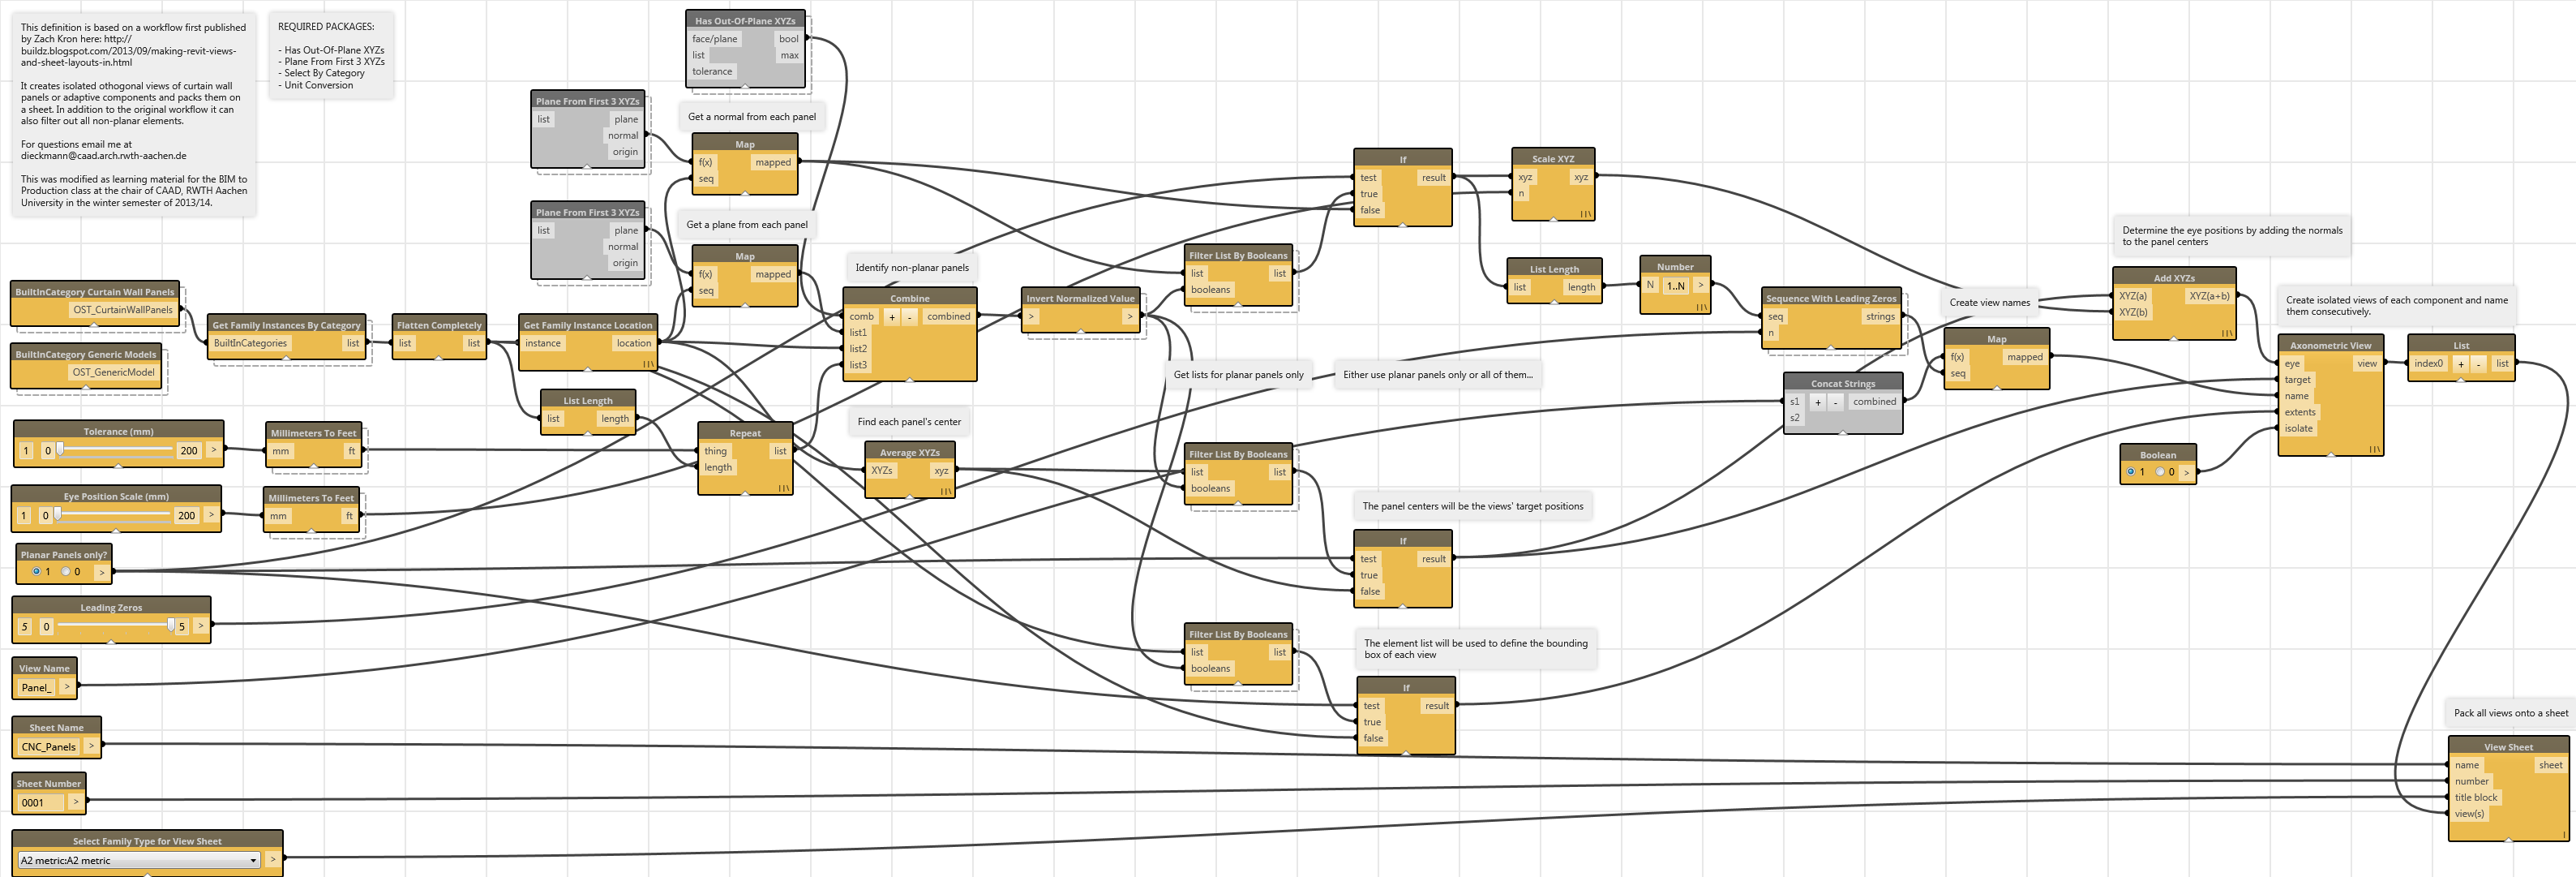 This definition is based on a workflow first published
by Zach Kron here: http://
buildz.blogspot.com/2013/09/making-revit-views-
and-sheet-layouts-in.html
It creates isolated othogonal views of curtain wall
panels or adaptive components and packs them on
a sheet. In addition to the original workflow it can
also filter out all non-planar elements.
For questions email me at
dieckmann@caad.arch.rwth-aachen.de
This was modified as learning material for the BIM to
Production class at the chair of CAAD, RWTH Aachen
University in the winter semester of 2013/14.
REQUIRED PACKAGES:
- Has Out-Of-Plane XYZs
- Plane From First 3 XYZs
- Select By Category
- Unit Conversion
Has Out-Of-Plane XYZs
face/plane bool
list max
tolerance
Plane From First 3 XYZs
list plane
normal
origin
Get a normal from each panel
Map
f(x) mapped
seq
Plane From First 3 XYZs
list plane
normal
origin
Get a plane from each panel
Map
f(x) mapped
seq
BuiltInCategory Curtain Wall Panels
OST_CurtainWallPanels
BuiltInCategory Generic Models
OST_GenericModel
Get Family Instances By Category
BuiltInCategories list
Flatten Completely
list list
Get Family Instance Location
instance location
List Length
list length
Identify non-planar panels
Combine
comb + - combined
list1
list2
list3
Invert Normalized Value
> >
Tolerance (mm)
1 0 200 >
Millimeters To Feet
mm ft
Eye Position Scale (mm)
1 0 200 >
Millimeters To Feet
mm ft
Planar Panels only?
1 0 >
Leading Zeros
5 0 5 >
View Name
Panel_ >
Sheet Name
CNC_Panels >
Sheet Number
0001 >
Select Family Type for View Sheet
A2 metric:A2 metric >
Repeat
thing list
length
Find each panel's center
Average XYZs
XYZs xyz
Filter List By Booleans
list list
booleans
Get lists for planar panels only
Either use planar panels only or all of them...
Filter List By Booleans
list list
booleans
Filter List By Booleans
list list
booleans
If
test result
true
false
The panel centers will be the views' target positions
If
test result
true
false
The element list will be used to define the bounding
box of each view
If
test result
true
false
Scale XYZ
xyz xyz
n
List Length
list length
Number
N 1..N >
Sequence With Leading Zeros
seq strings
n
Concat Strings
s1 + - combined
s2
Create view names
Map
f(x) mapped
seq
Determine the eye positions by adding the normals
to the panel centers
Add XYZs
XYZ(a) XYZ(a+b)
XYZ(b)
Boolean
1 0 >
Create isolated views of each component and name
them consecutively.
Axonometric View
eye view
target
name
extents
isolate
List
index0 + - list
Pack all views onto a sheet
View Sheet
name sheet
number
title block
view(s)